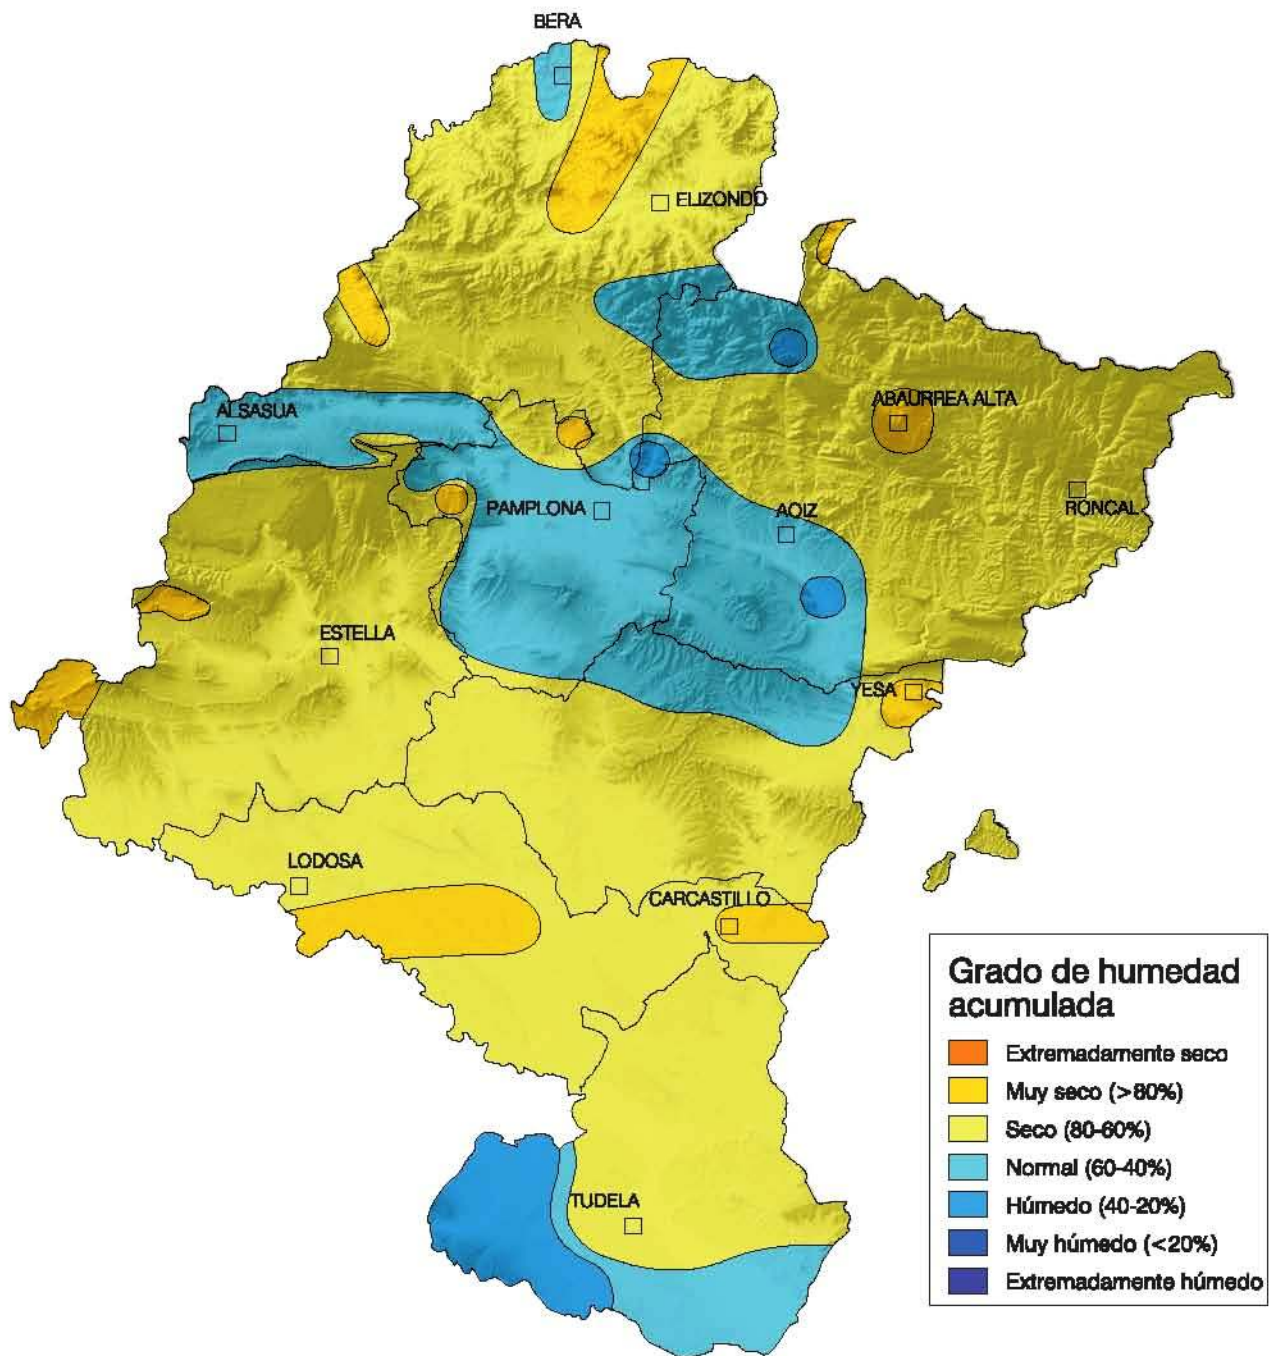 BERA
ELIZONDO
ABAURREA ALTA
ALSASUA
RONCAL
PAMPLONA
AOIZ
ESTELLA
YESA
LODOSA
CARCASTILLO
TUDELA
Grado de humedad
acumulada
Extremadamente seco
Muy seco (>80%)
Seco (80-60%)
Normal (60-40%)
Húmedo (40-20%)
Muy húmedo (<20%)
Extremadamente húmedo